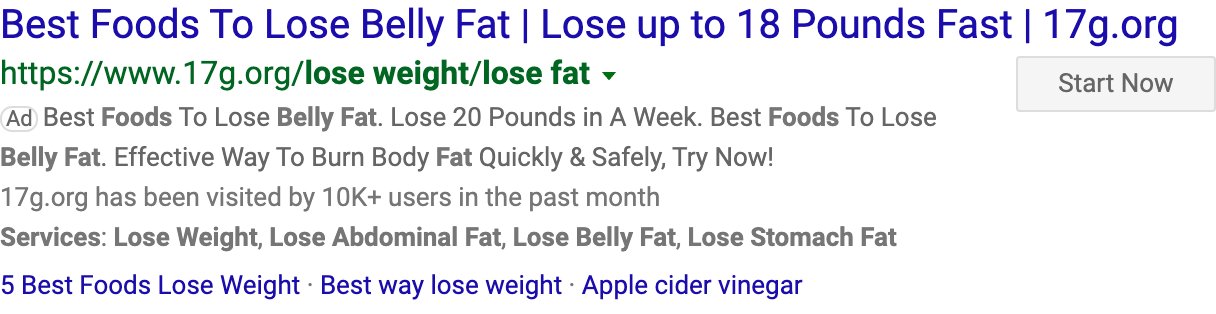 Best Foods To Lose Belly Fat | Lose up to 18 Pounds Fast | 17g.org
https://www.17g.org/lose weight/lose fat
Start Now
Ad Best Foods To Lose Belly Fat. Lose 20 Pounds in A Week. Best Foods To Lose
Belly Fat. Effective Way To Burn Body Fat Quickly & Safely, Try Now!
17g.org has been visited by 10K+ users in the past month
Services: Lose Weight, Lose Abdominal Fat, Lose Belly Fat, Lose Stomach Fat
5 Best Foods Lose Weight · Best way lose weight · Apple cider vinegar